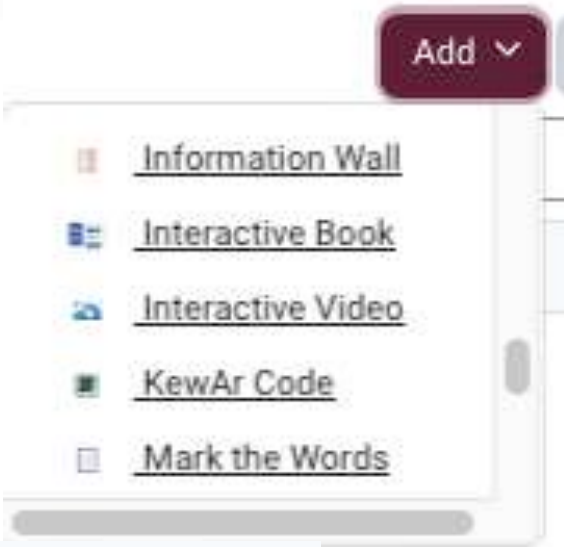 Add
Information Wall
Interactive Book
Interactive Video
KewAr Code
Mark the Words